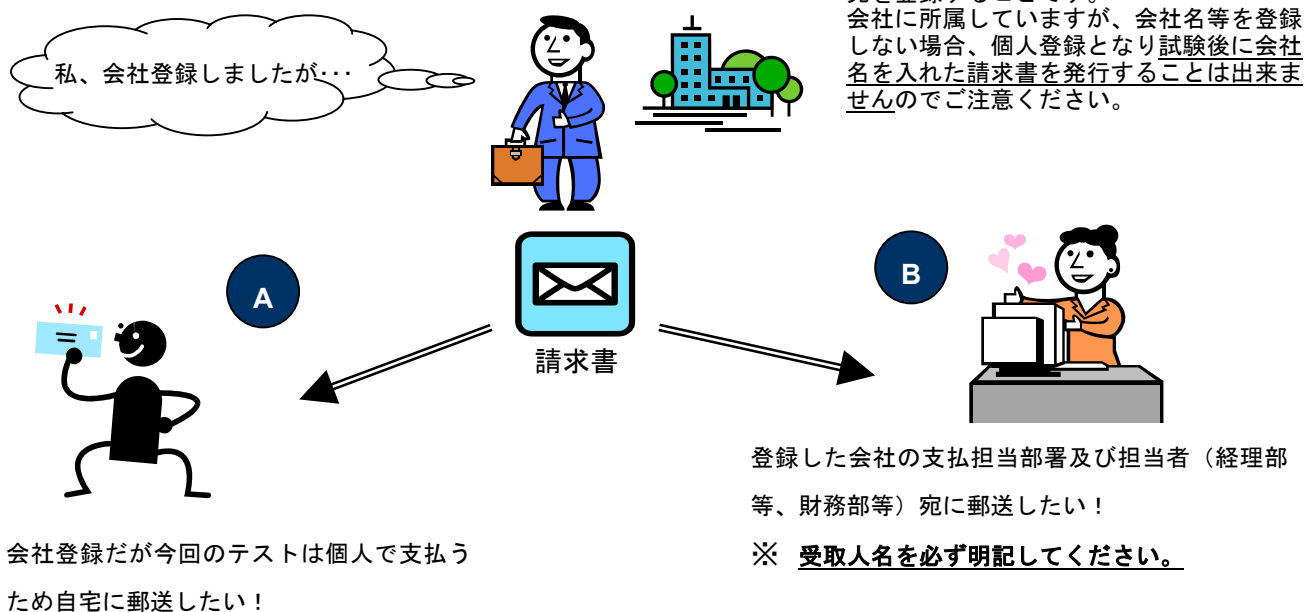 私、会社登録しましたが･･･
会社に所属していますが、会社名等を登録
しない場合、個人登録となり試験後に会社
名を入れた請求書を発行することは出来ま
せんのでご注意ください。
A
請求書
B
登録した会社の支払担当部署及び担当者（経理部
等、財務部等）宛に郵送したい！
※ 受取人名を必ず明記してください。
会社登録だが今回のテストは個人で支払う
ため自宅に郵送したい！